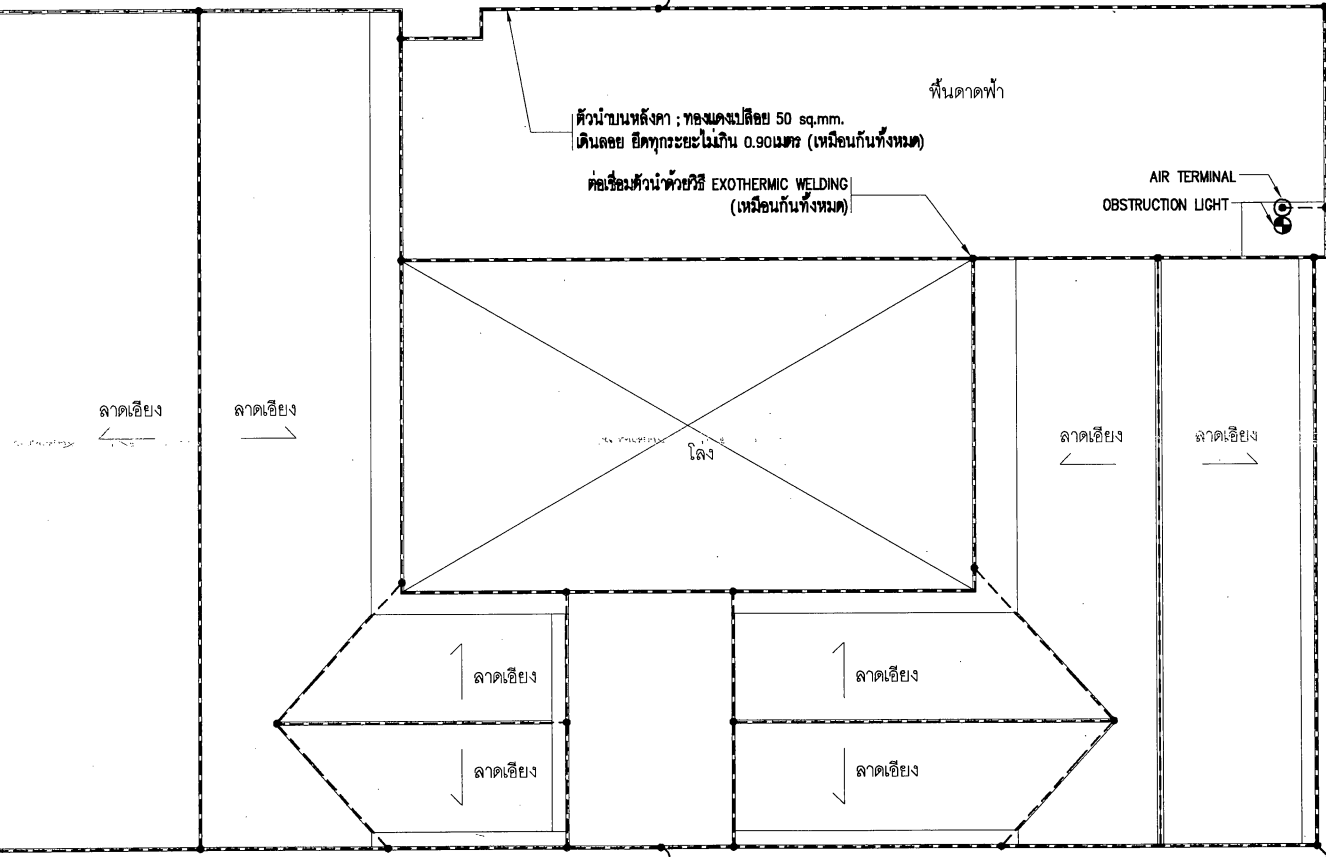 พื้นดาดฟ้า
ตัวนำบนหลังคา ; ทองแดงเปลือย 50 sq.mm.
เดินลอย ยึดทุกระยะไม่เกิน 0.90เมตร (เหมือนกันทั้งหมด)
ต่อเชื่อมตัวนำด้วยวิธี EXOTHERMIC WELDING
(เหมือนกันทั้งหมด)
AIR TERMINAL
OBSTRUCTION LIGHT
ลาดเอียง
ลาดเอียง
โล่ง
ลาดเอียง
ลาดเอียง
ลาดเอียง
ลาดเอียง
ลาดเอียง
ลาดเอียง